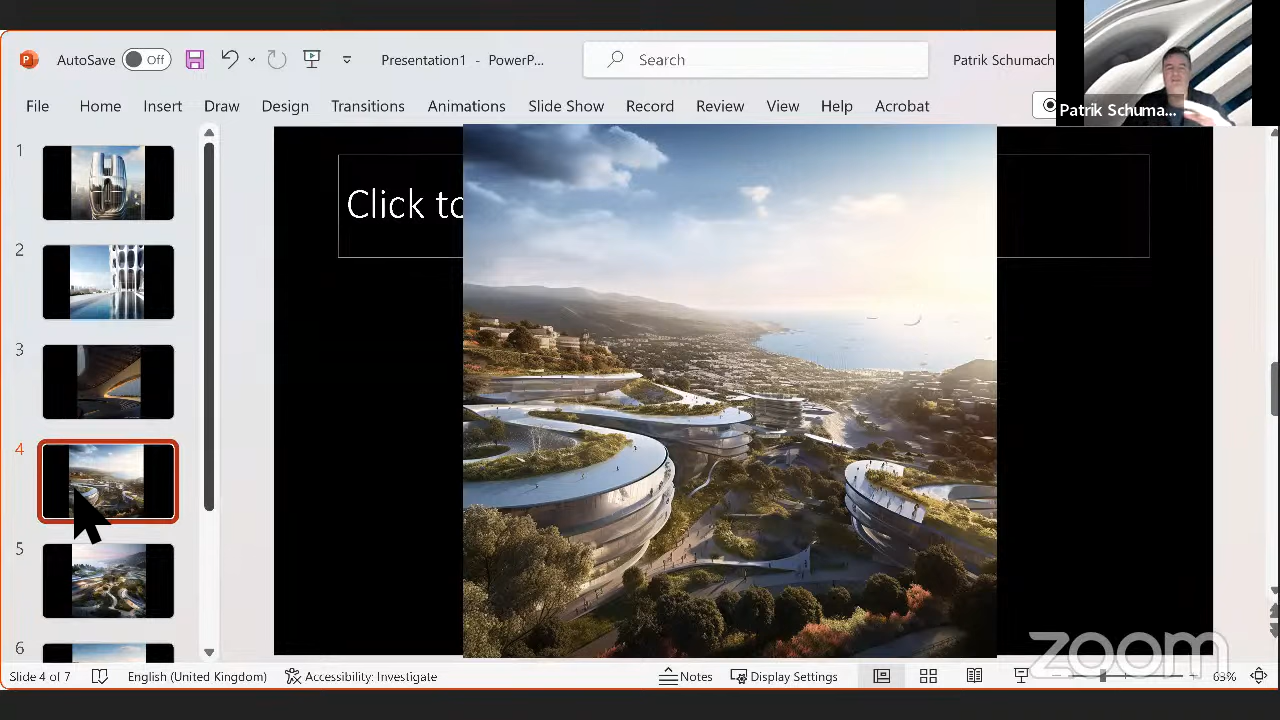 AutoSave Off Presentation1 - PowerP... Search Patrik Schumach
File Home Insert Draw Design Transitions Animations Slide Show Record Review View Help Acrobat
Patrik Schuma...
1
2
3
4
5
6
Click to
Slide 4 of 7 English (United Kingdom) Accessibility: Investigate Notes Display Settings 63%
zoom